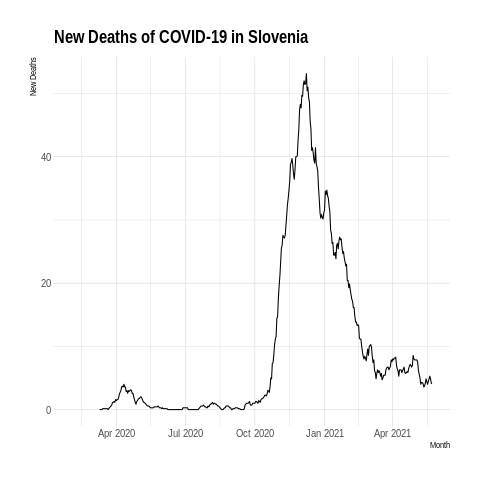 New Deaths of COVID-19 in Slovenia
New Deaths
40
20
0
Apr 2020 Jul 2020 Oct 2020 Jan 2021 Apr 2021
Month